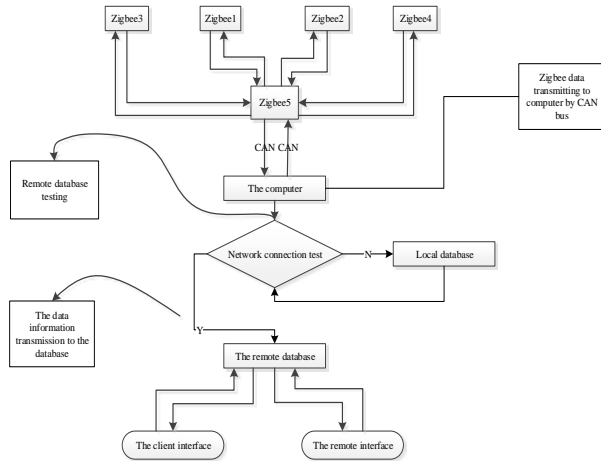 Zigbee3
Zigbee1
Zigbee2
Zigbee4
Zigbee5
Zigbee data
transmitting to
computer by CAN
bus
CAN CAN
Remote database
testing
The computer
Network connection test
N
Local database
The data
information
transmission to the
database
Y
The remote database
The client interface
The remote interface